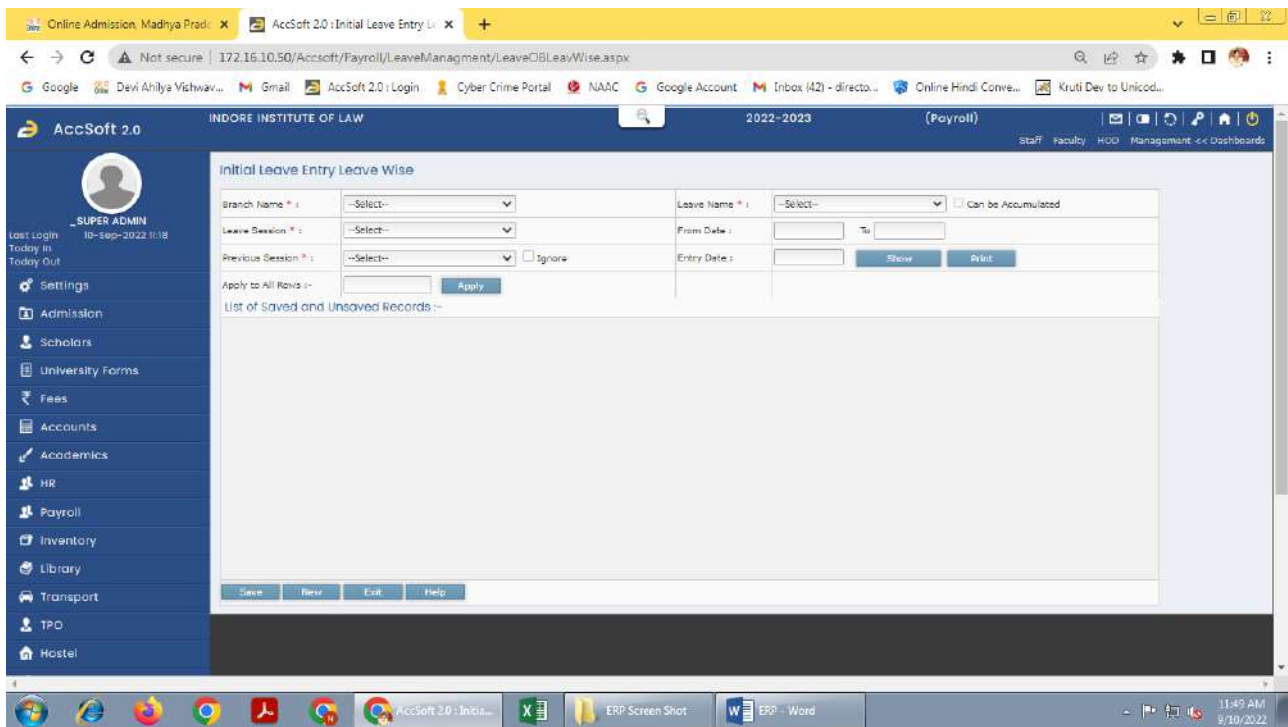 Online Admission, Madhya Prade
AccSoft 2.0 : Initial Leave Entry Le
Not secure | 172.16.10.50/Accsoft/Payroll/LeaveManagment/LeaveOBLeavWise.aspx
Google Devi Ahilya Vishwav... Gmail AccSoft 2.0 : Login Cyber Crime Portal NAAC Google Account Inbox (42) - directo... Online Hindi Conve... Kruti Dev to Unicod...
AccSoft 2.0 INDORE INSTITUTE OF LAW 2022-2023 (Payroll)
Staff Faculty HOD Management << Dashboards
_SUPER ADMIN
Last Login 10-Sep-2022 11:18
Today In
Today Out
Settings
Admission
Scholars
University Forms
Fees
Accounts
Academics
HR
Payroll
Inventory
Library
Transport
TPO
Hostel
Initial Leave Entry Leave Wise
Branch Name * : --Select-- Leave Name * : --Select-- Can be Accumulated
Leave Session * : --Select-- From Date : To
Previous Session * : --Select-- Ignore Entry Date : Show Print
Apply to All Rows :- Apply
List of Saved and Unsaved Records :-
Save New Exit Help
AccSoft 2.0 : Initia... ERP Screen Shot ERP - Word
11:49 AM
9/10/2022